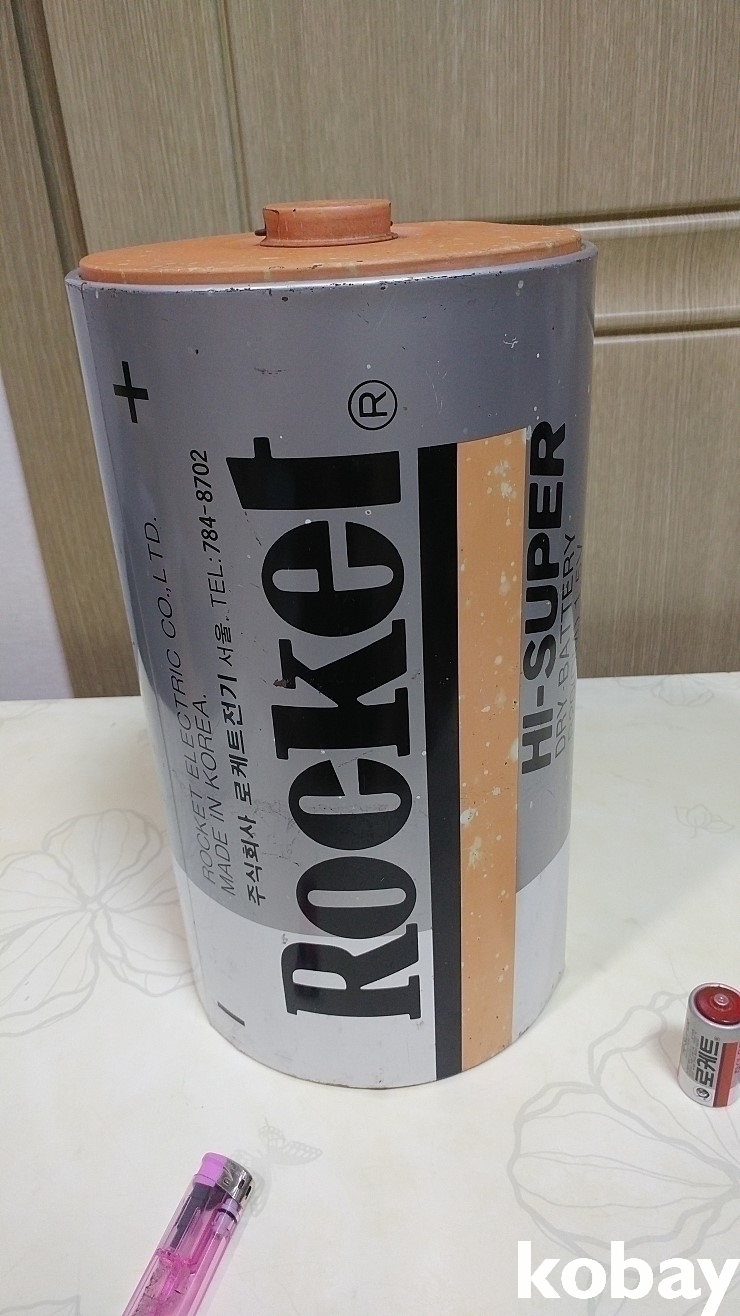 +
ROCKET ELECTRIC CO.,LTD.
MADE IN KOREA.
주식회사 로케트전기 서울. TEL:784-8702
Rocket®
HI-SUPER
DRY BATTERY
-
로케트
kobay